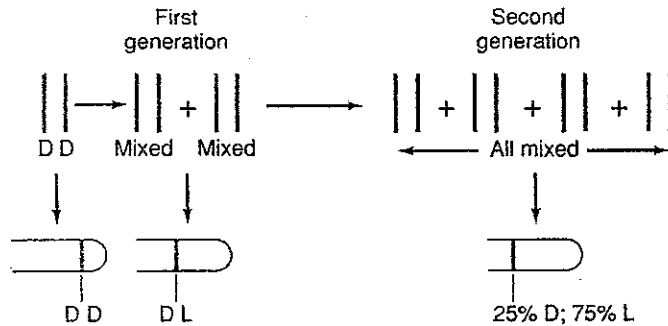 First
generation
Second
generation
+
+
+
+
D D
Mixed
Mixed
All mixed
D D
D L
25% D; 75% L